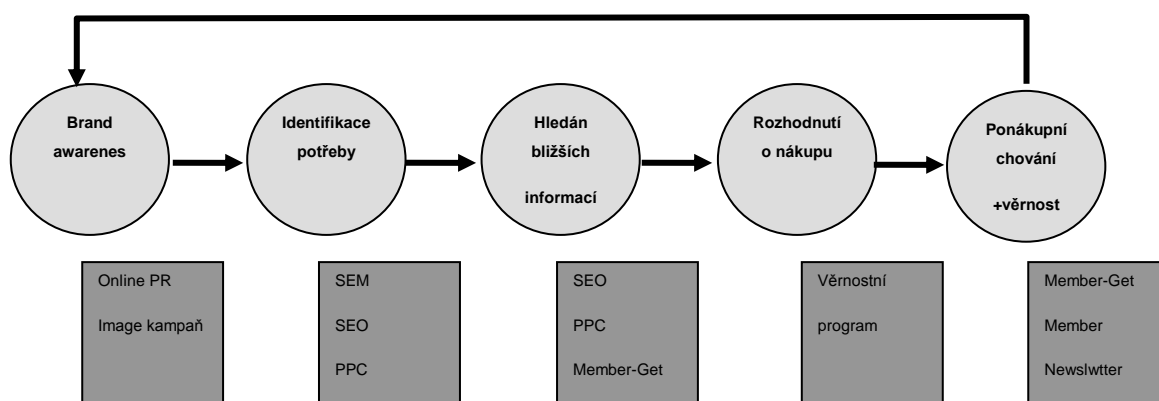 Brand
awarenes
Identifikace
potřeby
Hledán
bližších
informací
Rozhodnutí
o nákupu
Ponákupní
chování
+věrnost
Online PR
Image kampaň
SEM
SEO
PPC
SEO
PPC
Member-Get
Věrnostní
program
Member-Get
Member
Newslwtter